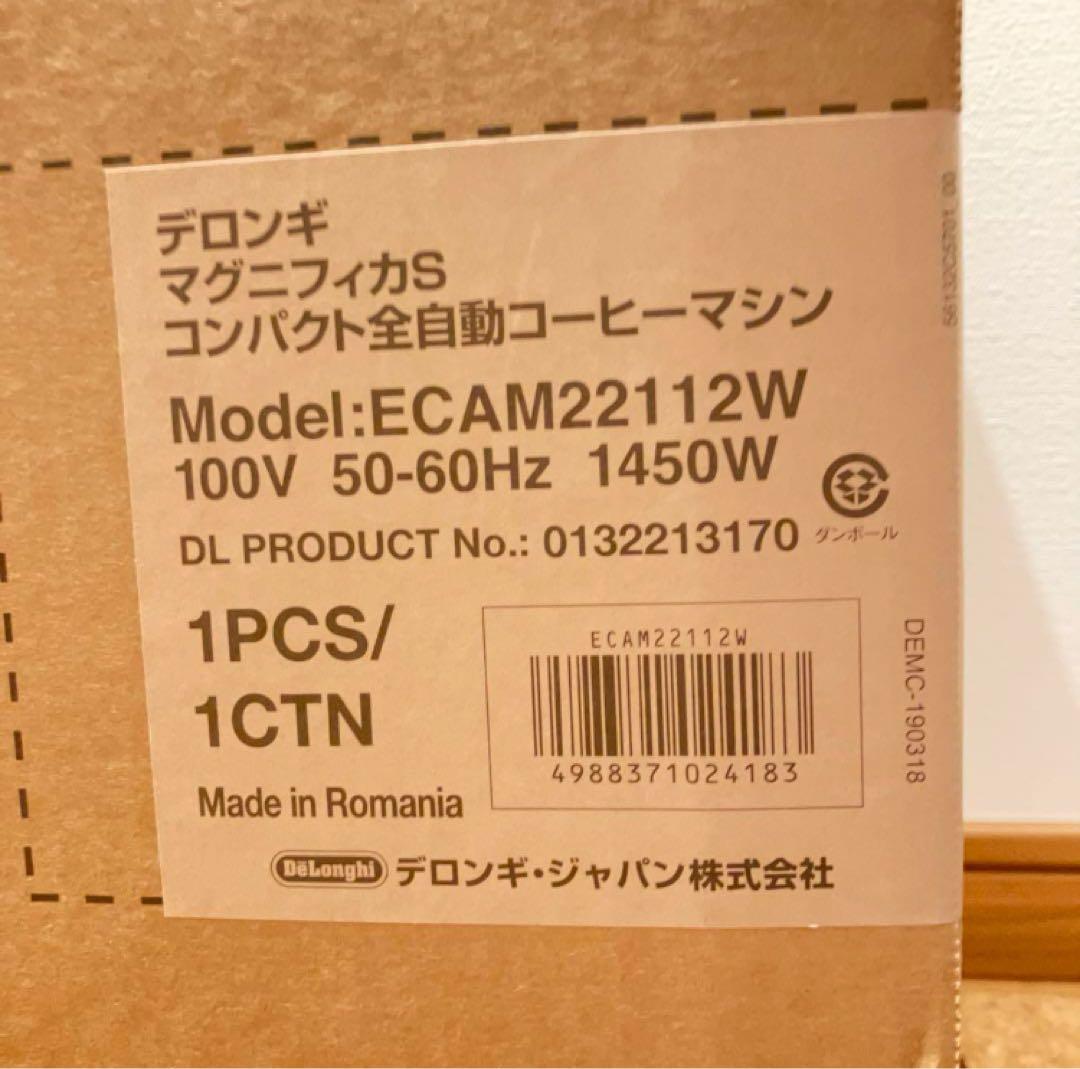 デロンギ
マグニフィカS
コンパクト全自動コーヒーマシン
Model:ECAM22112W
100V 50-60Hz 1450W
ダンボール
DL PRODUCT No.: 0132213170
1PCS/
1CTN
ECAM22112W
4988371024183
DEMC-190318
Made in Romania
DēLonghi デロンギ・ジャパン株式会社